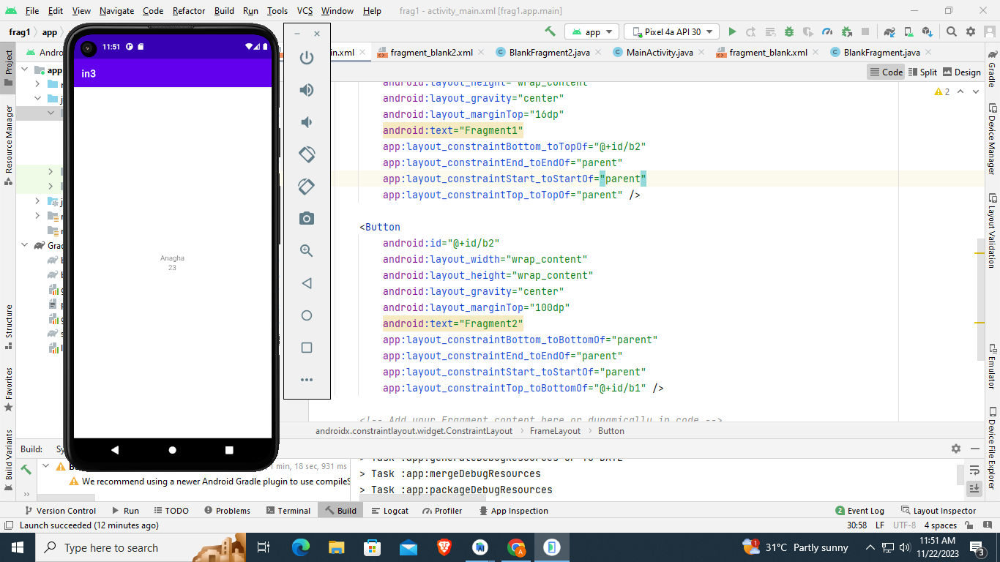 File Edit View Navigate Code Refactor Build Run Tools VCS Window Help frag1 - activity_main.xml [frag1.app.main]
frag1 app app Pixel 4a API 30
Andro in.xml fragment_blank2.xml BlankFragment2.java MainActivity.java fragment_blank.xml BlankFragment.java
Code Split Design
Project
Resource Manager
Structure
Favorites
Build Variants
app
Grad
11:51
in3
Anagha
23
android:layout_height="wrap_content"
android:layout_gravity="center"
android:layout_marginTop="16dp"
android:text="Fragment1"
app:layout_constraintBottom_toTopOf="@+id/b2"
app:layout_constraintEnd_toEndOf="parent"
app:layout_constraintStart_toStartOf="parent"
app:layout_constraintTop_toTopOf="parent" />
<Button
android:id="@+id/b2"
android:layout_width="wrap_content"
android:layout_height="wrap_content"
android:layout_gravity="center"
android:layout_marginTop="100dp"
android:text="Fragment2"
app:layout_constraintBottom_toBottomOf="parent"
app:layout_constraintEnd_toEndOf="parent"
app:layout_constraintStart_toStartOf="parent"
app:layout_constraintTop_toBottomOf="@+id/b1" />
<!-- Add your Fragment content here or dynamically in code -->
2
Gradle
Device Manager
Layout Validation
Emulator
Device File Explorer
androidx.constraintlayout.widget.ConstraintLayout FrameLayout Button
Build: Sy
1 min, 18 sec, 931 ms
We recommend using a newer Android Gradle plugin to use compileS
> Task :app:generateDebugResources UP-TO-DATE
> Task :app:mergeDebugResources
> Task :app:packageDebugResources
Version Control Run TODO Problems Terminal Build Logcat Profiler App Inspection 2 Event Log Layout Inspector
Launch succeeded (12 minutes ago) 30:58 LF UTF-8 4 spaces
Type here to search 31°C Partly sunny 11:51 AM
11/22/2023 3